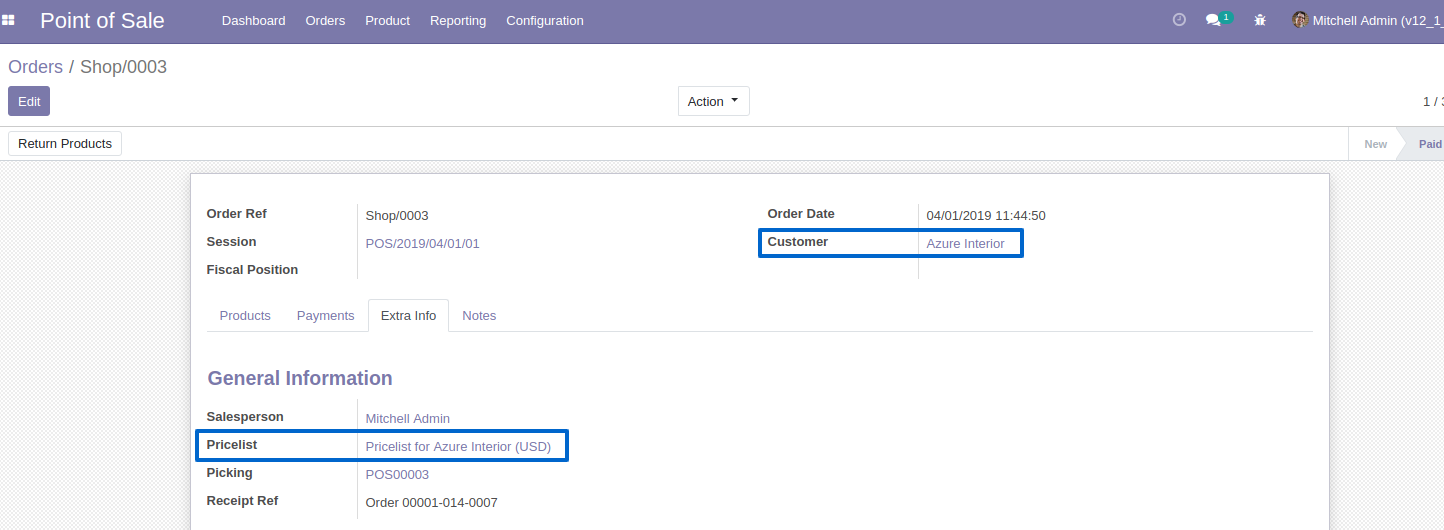 Point of Sale Dashboard Orders Product Reporting Configuration 1 Mitchell Admin (v12_1_
Orders / Shop/0003
Edit Action 1 /
Return Products New Paid
Order Ref Shop/0003 Order Date 04/01/2019 11:44:50
Session POS/2019/04/01/01 Customer Azure Interior
Fiscal Position
Products Payments Extra Info Notes
General Information
Salesperson Mitchell Admin
Pricelist Pricelist for Azure Interior (USD)
Picking POS00003
Receipt Ref Order 00001-014-0007